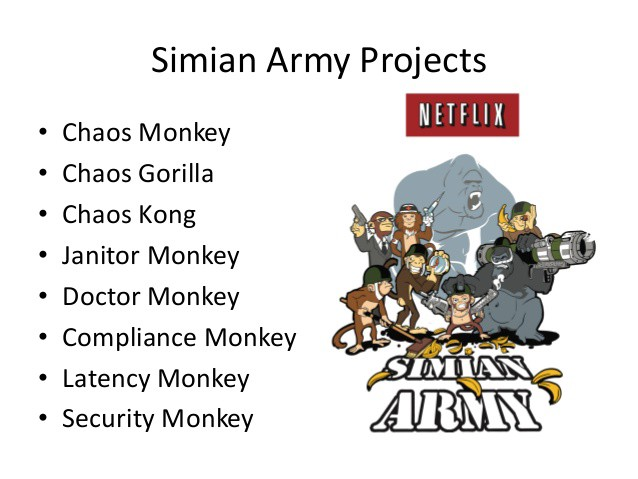 Simian Army Projects
NETFLIX
• Chaos Monkey
• Chaos Gorilla
• Chaos Kong
• Janitor Monkey
• Doctor Monkey
• Compliance Monkey
• Latency Monkey
• Security Monkey
SIMIAN
ARMY